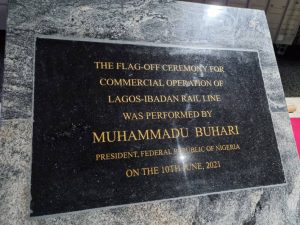 THE FLAG-OFF CEREMONY FOR
COMMERCIAL OPERATION OF
LAGOS-IBADAN RAIL LINE
WAS PERFORMED BY
MUHAMMADU BUHARI
PRESIDENT, FEDERAL REPUBLIC OF NIGERIA
ON THE 10TH JUNE, 2021